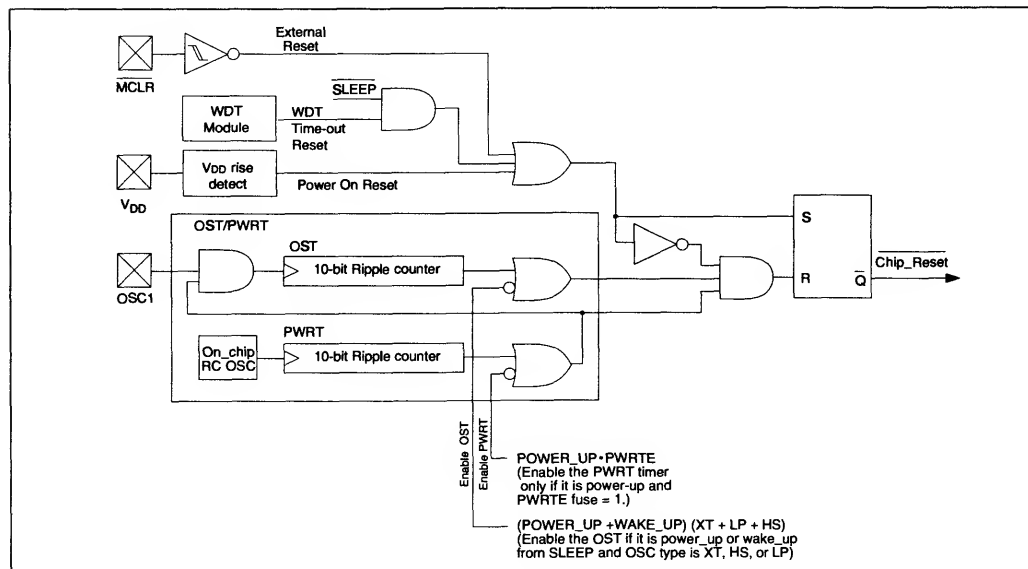 External
Reset
MCLR
SLEEP
WDT
Module
WDT
Time-out
Reset
VDD rise
detect
Power On Reset
VDD
OST/PWRT
OST
10-bit Ripple counter
OSC1
PWRT
On_chip
RC OSC
10-bit Ripple counter
S
R
Q
Chip_Reset
Enable OST
Enable PWRT
POWER_UP•PWRTE
(Enable the PWRT timer
only if it is power-up and
PWRTE fuse = 1.)
(POWER_UP +WAKE_UP) (XT + LP + HS)
(Enable the OST if it is power_up or wake_up
from SLEEP and OSC type is XT, HS, or LP)